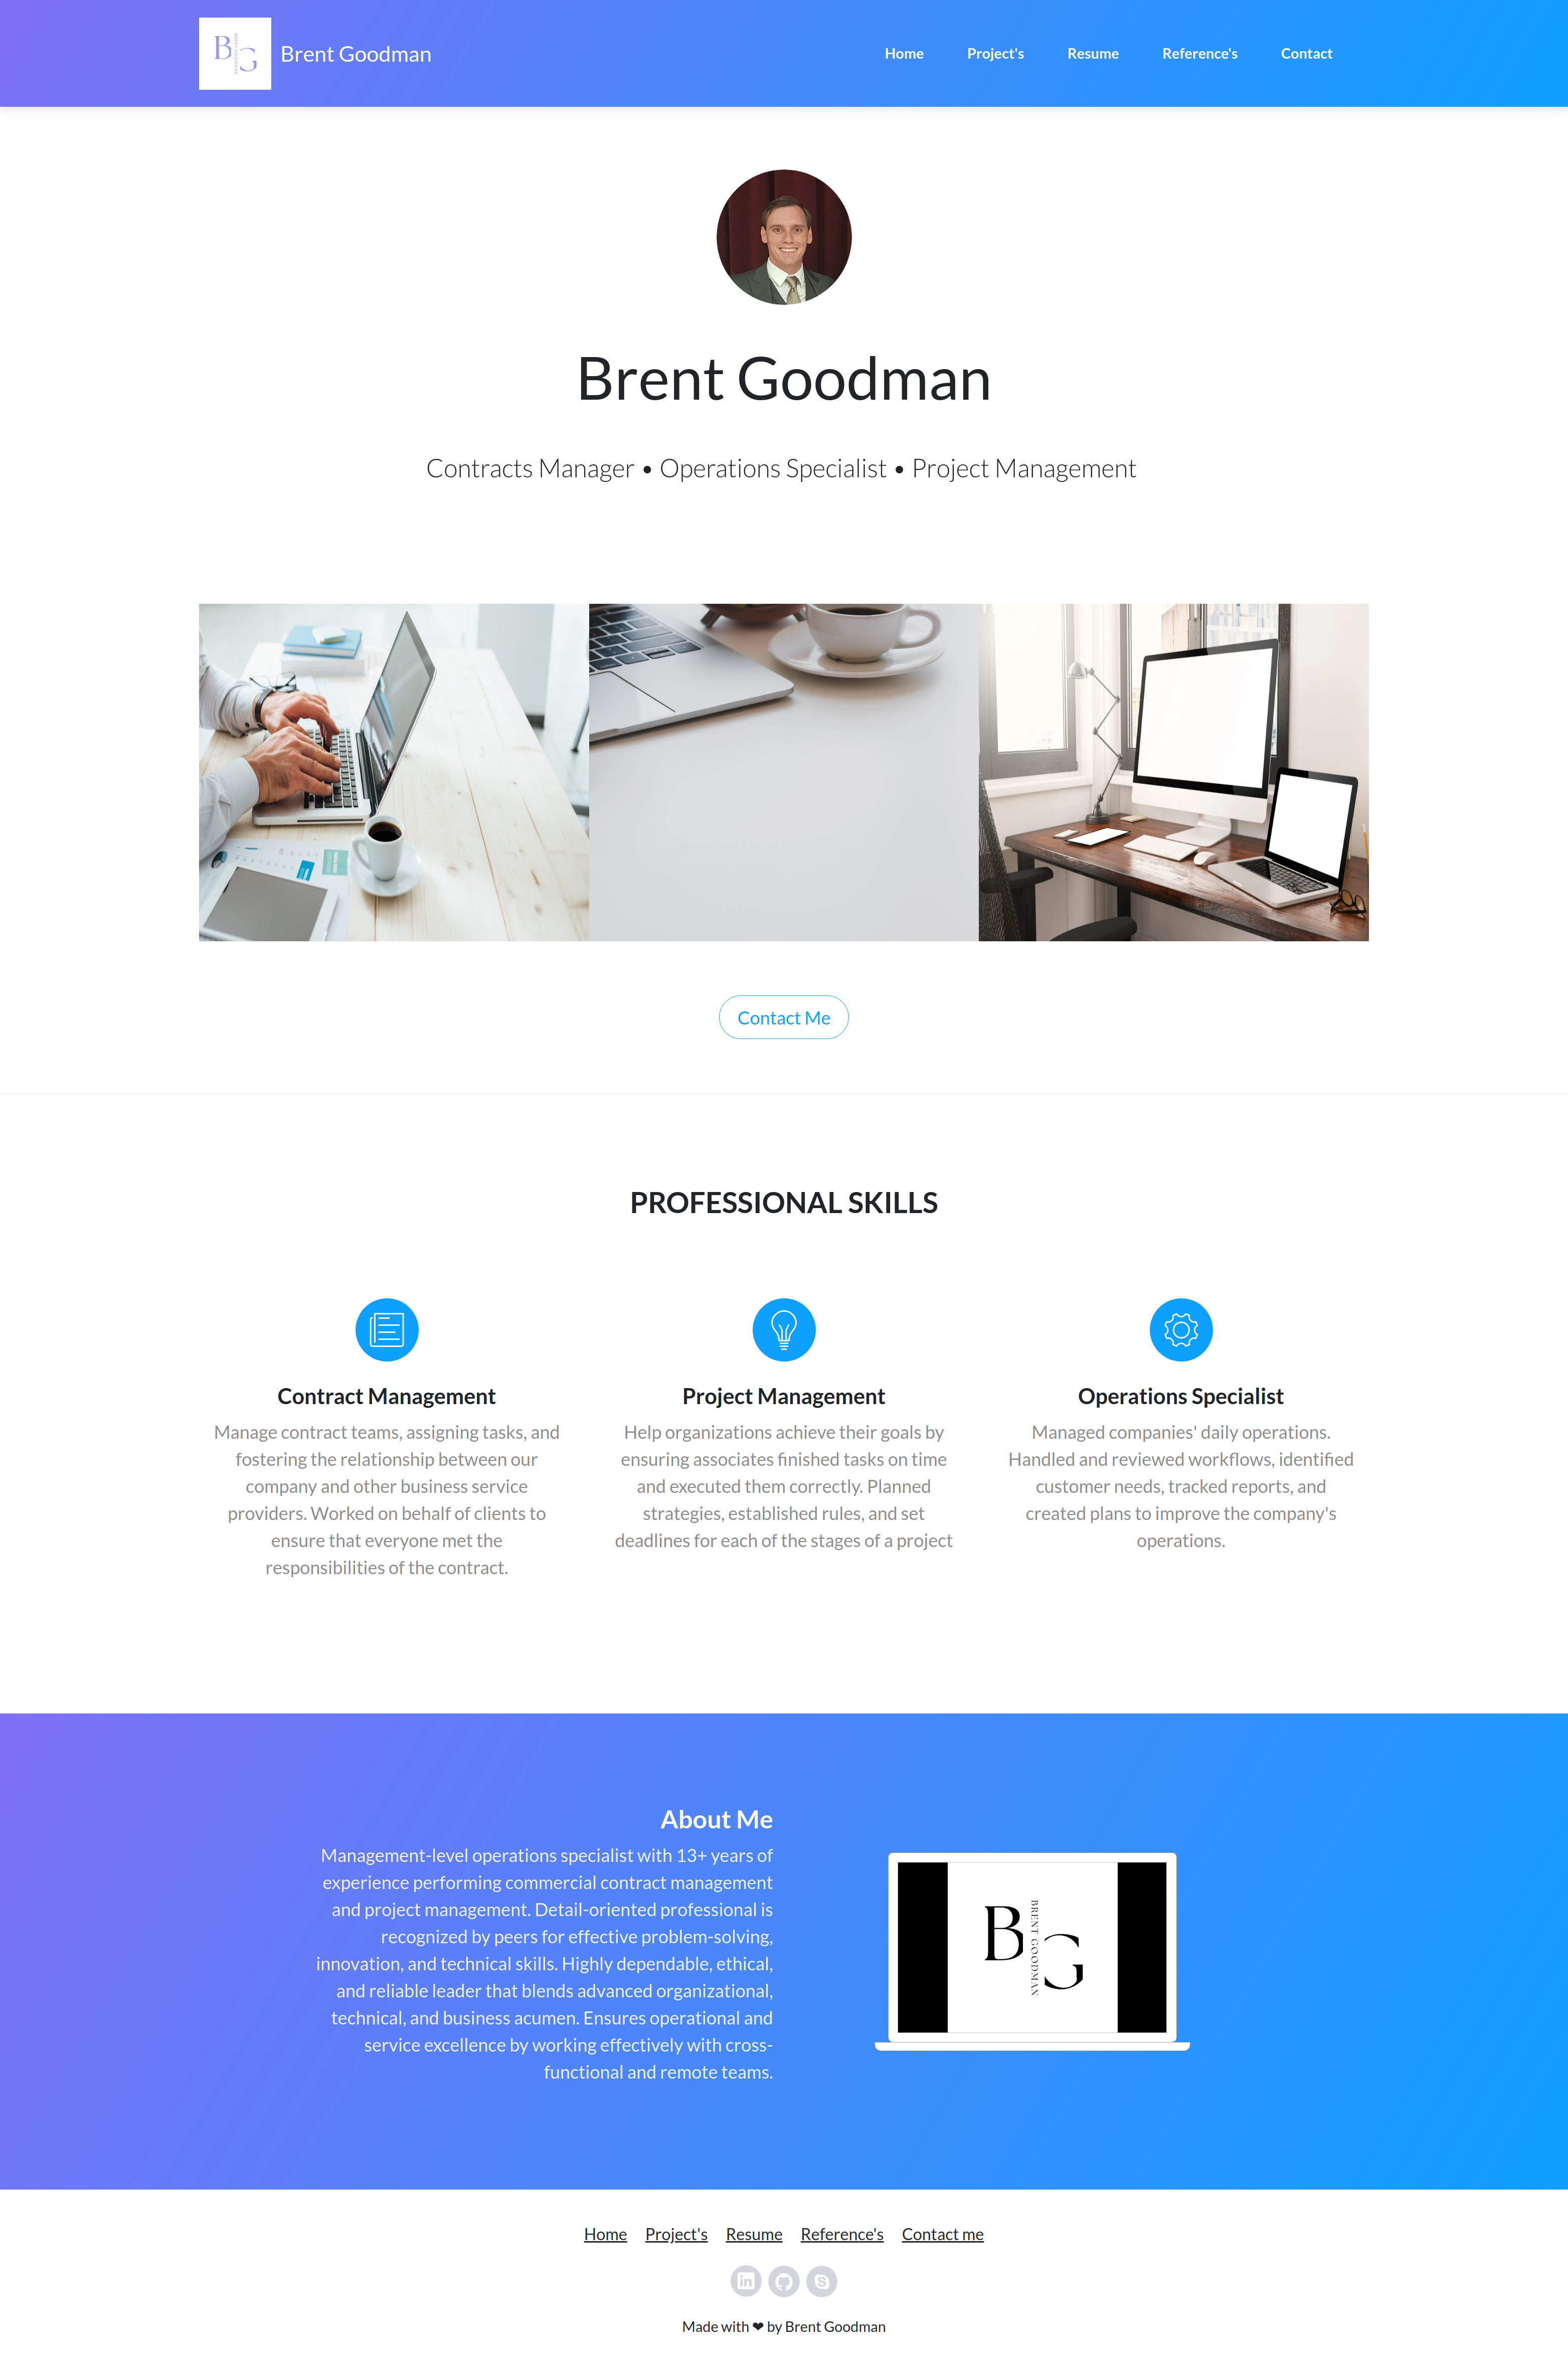 BG
Brent Goodman
Home Project's Resume Reference's Contact
Brent Goodman
Contracts Manager • Operations Specialist • Project Management
Contact Me
PROFESSIONAL SKILLS
Contract Management
Manage contract teams, assigning tasks, and
fostering the relationship between our
company and other business service
providers. Worked on behalf of clients to
ensure that everyone met the
responsibilities of the contract.
Project Management
Help organizations achieve their goals by
ensuring associates finished tasks on time
and executed them correctly. Planned
strategies, established rules, and set
deadlines for each of the stages of a project
Operations Specialist
Managed companies' daily operations.
Handled and reviewed workflows, identified
customer needs, tracked reports, and
created plans to improve the company's
operations.
About Me
Management-level operations specialist with 13+ years of
experience performing commercial contract management
and project management. Detail-oriented professional is
recognized by peers for effective problem-solving,
innovation, and technical skills. Highly dependable, ethical,
and reliable leader that blends advanced organizational,
technical, and business acumen. Ensures operational and
service excellence by working effectively with cross-
functional and remote teams.
BG
BRENT GOODMAN
Home Project's Resume Reference's Contact me
in
Made with ❤ by Brent Goodman